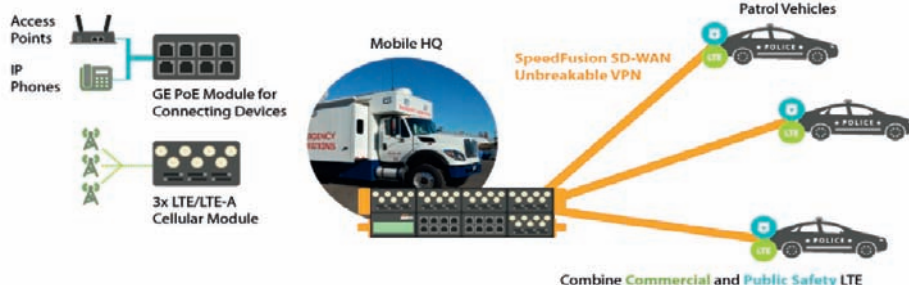 Access
Points
IP
Phones
GE PoE Module for
Connecting Devices
3x LTE/LTE-A
Cellular Module
Mobile HQ
SpeedFusion SD-WAN
Unbreakable VPN
Patrol Vehicles
LTE
POLICE
LTE
POLICE
LTE
POLICE
Combine Commercial and Public Safety LTE